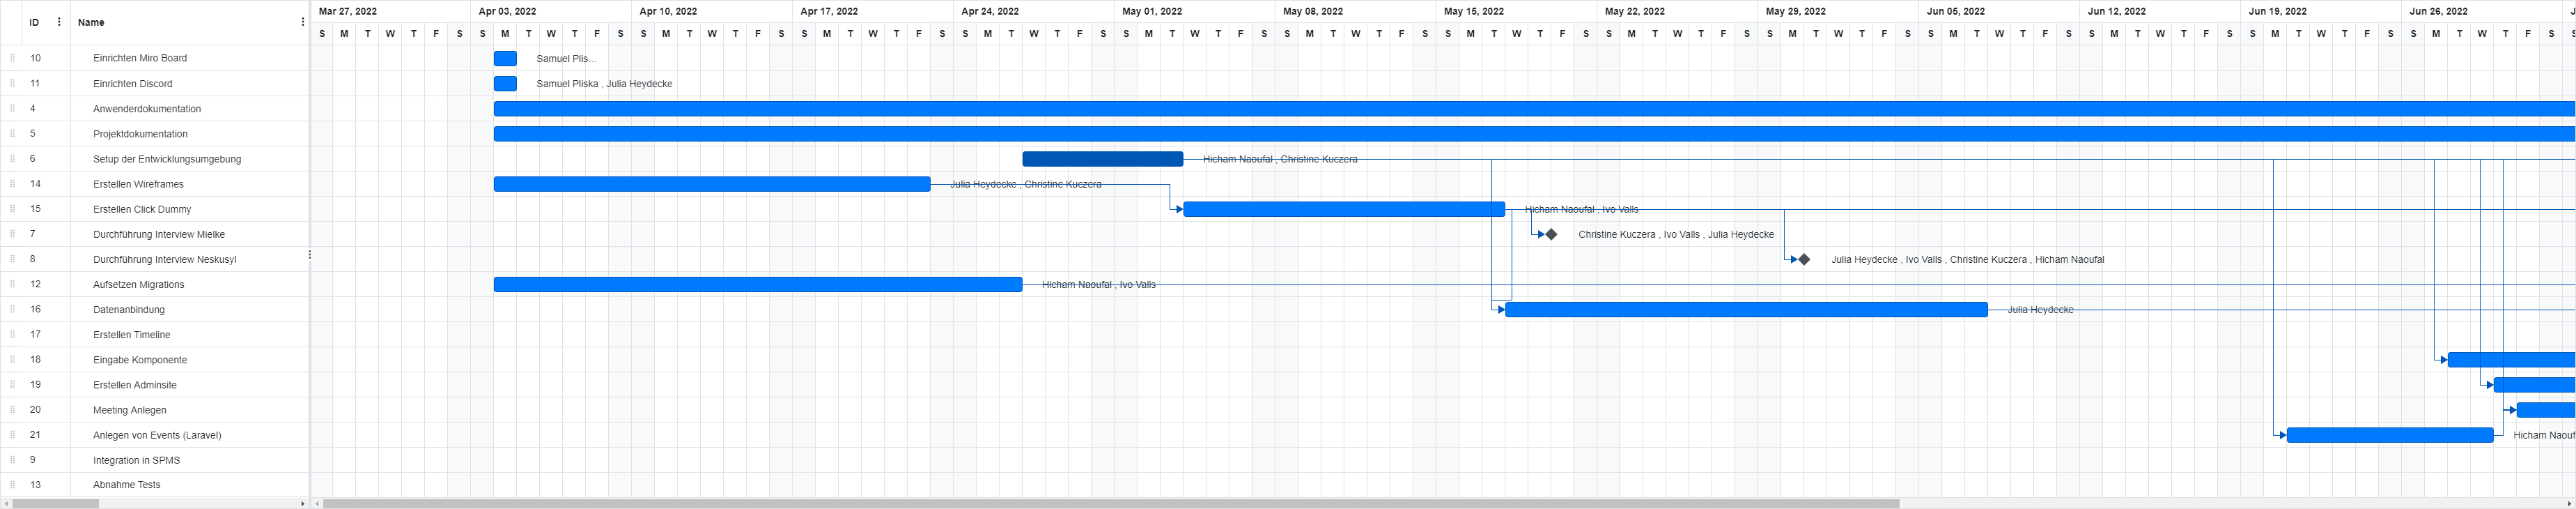 ID Name Mar 27, 2022 Apr 03, 2022 Apr 10, 2022 Apr 17, 2022 Apr 24, 2022 May 01, 2022 May 08, 2022 May 15, 2022 May 22, 2022 May 29, 2022 Jun 05, 2022 Jun 12, 2022 Jun 19, 2022 Jun 26, 2022 J
S M T W T F S S M T W T F S S M T W T F S S M T W T F S S M T W T F S S M T W T F S S M T W T F S S M T W T F S S M T W T F S S M T W T F S S M T W T F S S M T W T F S S M T W T F S S M T W T F S S
10 Einrichten Miro Board Samuel Plis...
11 Einrichten Discord Samuel Pliska , Julia Heydecke
4 Anwenderdokumentation
5 Projektdokumentation
6 Setup der Entwicklungsumgebung Hicham Naoufal , Christine Kuczera
14 Erstellen Wireframes Julia Heydecke , Christine Kuczera
15 Erstellen Click Dummy Hicham Naoufal , Ivo Valls
7 Durchführung Interview Mielke Christine Kuczera , Ivo Valls , Julia Heydecke
8 Durchführung Interview Neskusyl Julia Heydecke , Ivo Valls , Christine Kuczera , Hicham Naoufal
12 Aufsetzen Migrations Hicham Naoufal , Ivo Valls
16 Datenanbindung Julia Heydecke
17 Erstellen Timeline
18 Eingabe Komponente
19 Erstellen Adminsite
20 Meeting Anlegen
21 Anlegen von Events (Laravel) Hicham Naouf
9 Integration in SPMS
13 Abnahme Tests